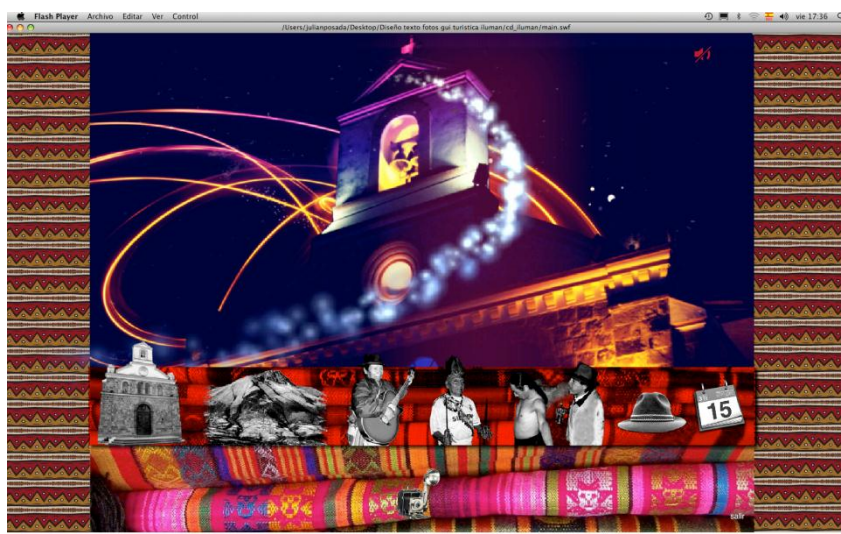 Flash Player Archivo Editar Ver Control vie 17:36
/Users/julianposada/Desktop/Diseño texto fotos gui turistica iluman/cd_iluman/main.swf
15
salir